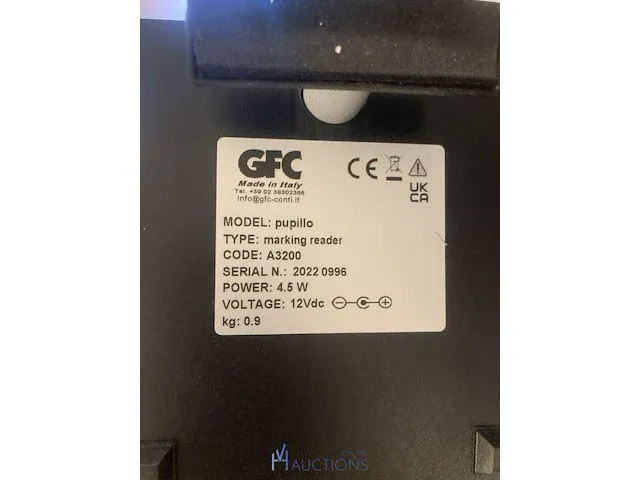 GFC
Made in Italy
Tel. +39 02 38302386
info@gfc-conti.it
CE
UK
CA
MODEL: pupillo
TYPE: marking reader
CODE: A3200
SERIAL N.: 2022 0996
POWER: 4.5 W
VOLTAGE: 12Vdc
kg: 0.9
ONLINE
AUCTIONS